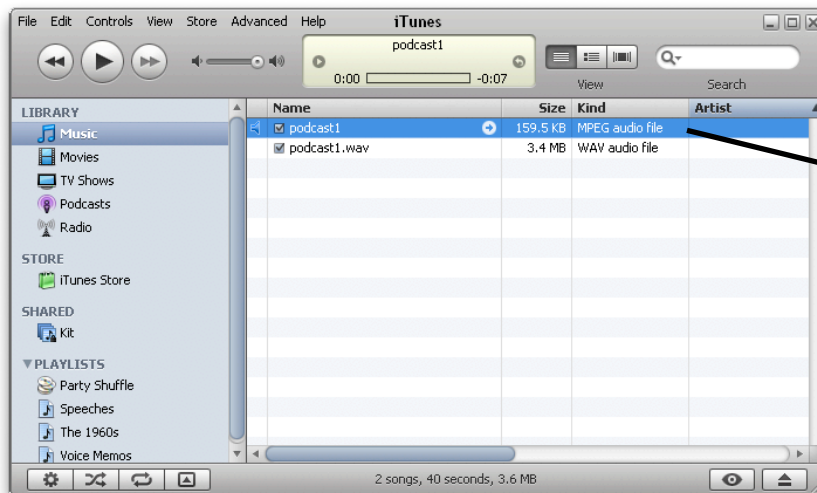 File Edit Controls View Store Advanced Help iTunes
podcast1
0:00 -0:07
View Search
LIBRARY
Music
Movies
TV Shows
Podcasts
Radio
STORE
iTunes Store
SHARED
Kit
PLAYLISTS
Party Shuffle
Speeches
The 1960s
Voice Memos
Name Size Kind Artist
podcast1 159.5 KB MPEG audio file
podcast1.wav 3.4 MB WAV audio file
2 songs, 40 seconds, 3.6 MB